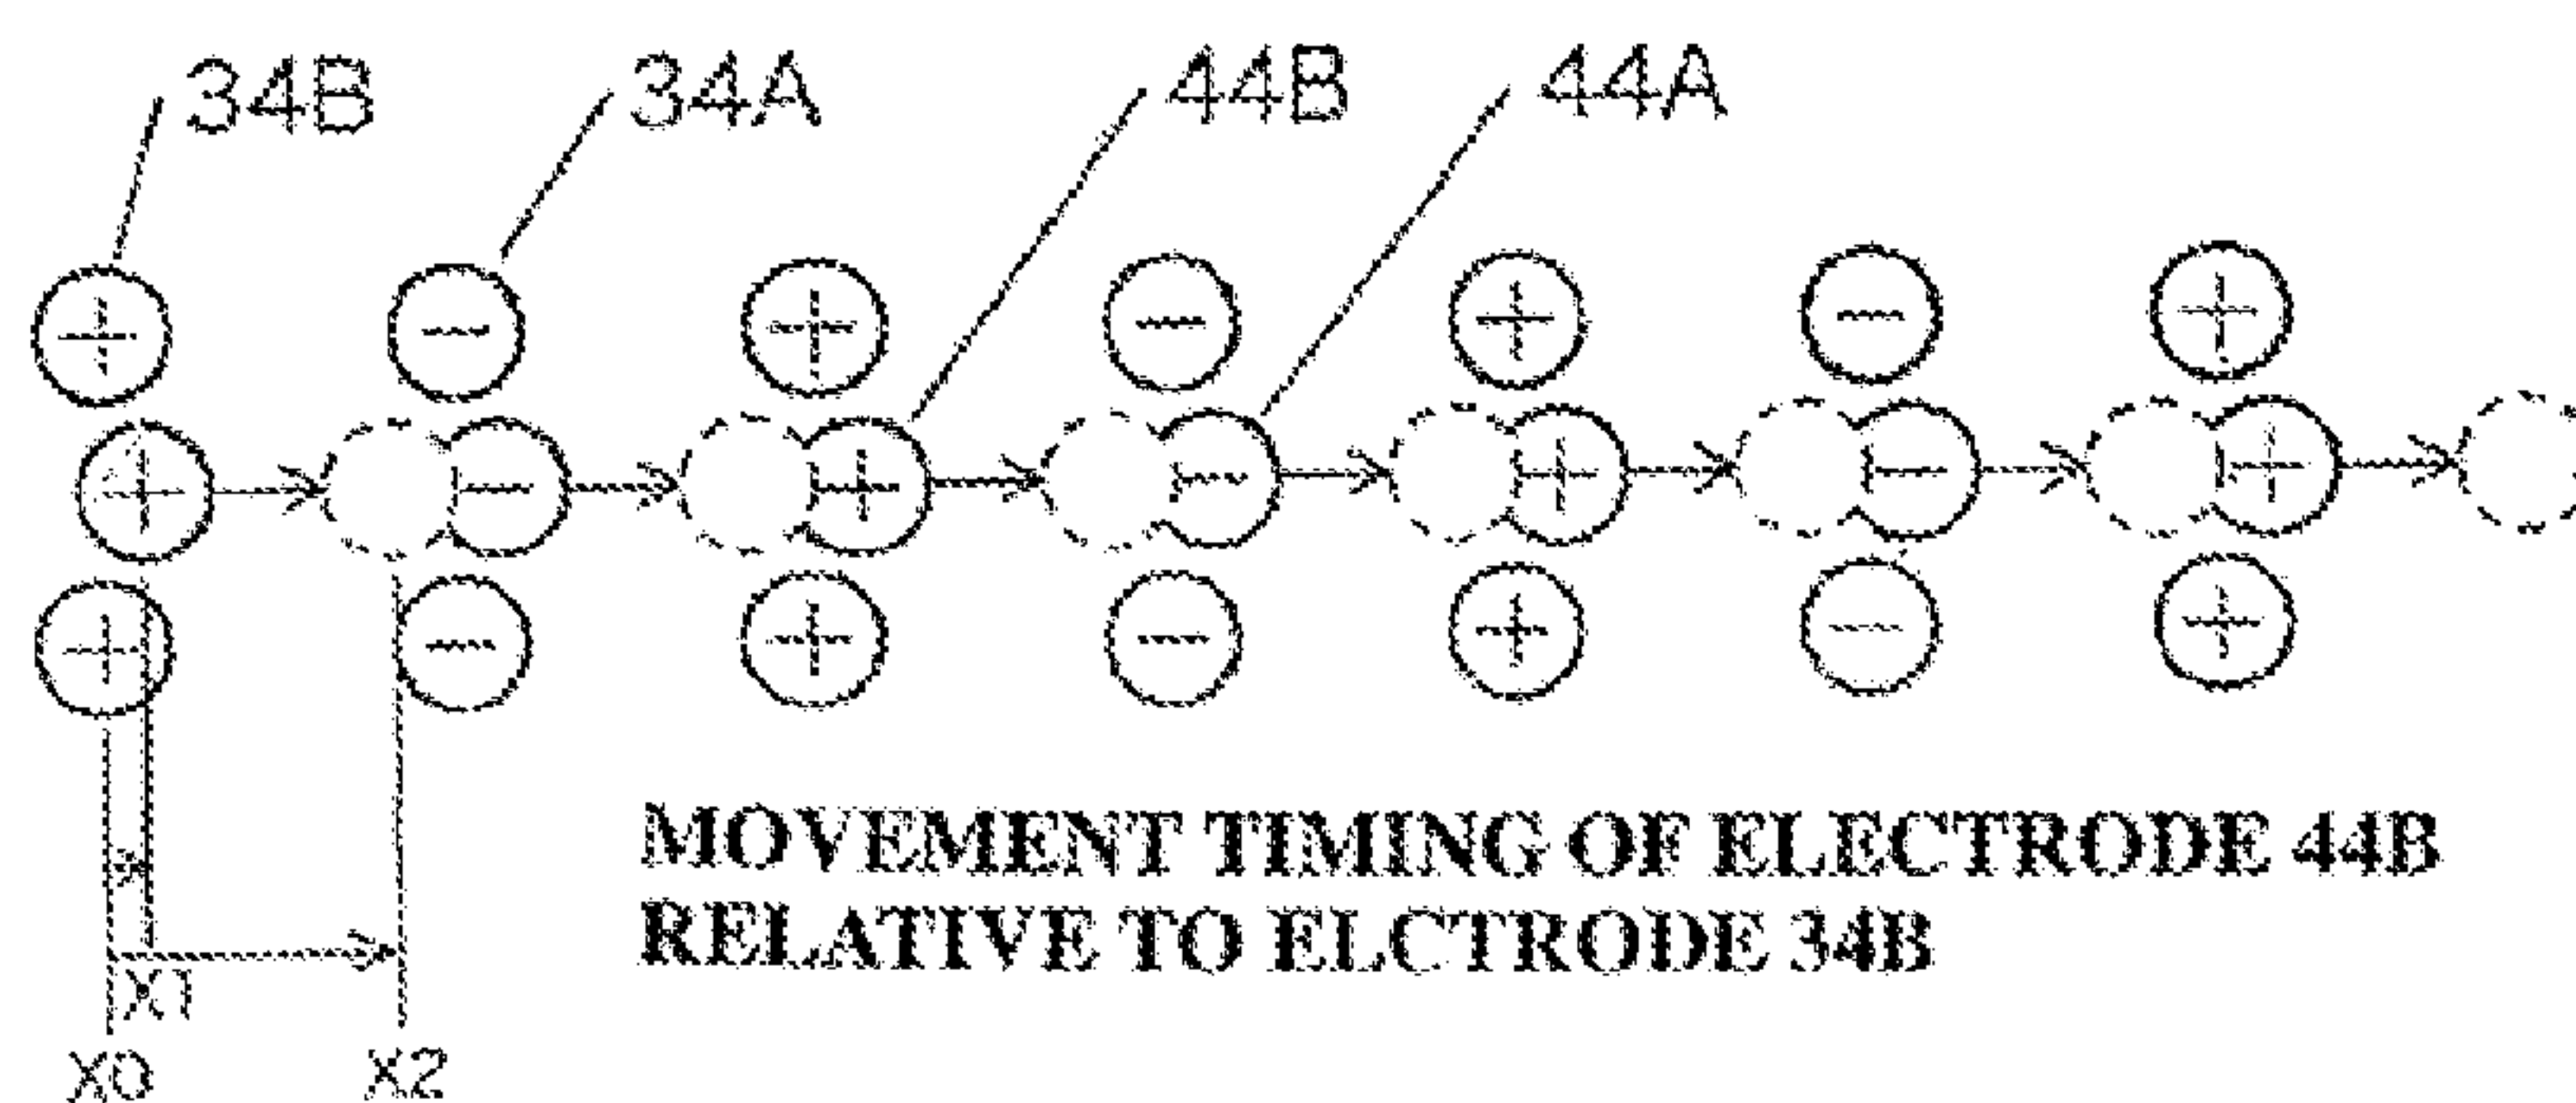 34B 34A 44B 44A
+ - + - + - +
+ - + - + - +
+ - + - + - +
MOVEMENT TIMING OF ELECTRODE 44B
RELATIVE TO ELCTRODE 34B
X1
X0 X2